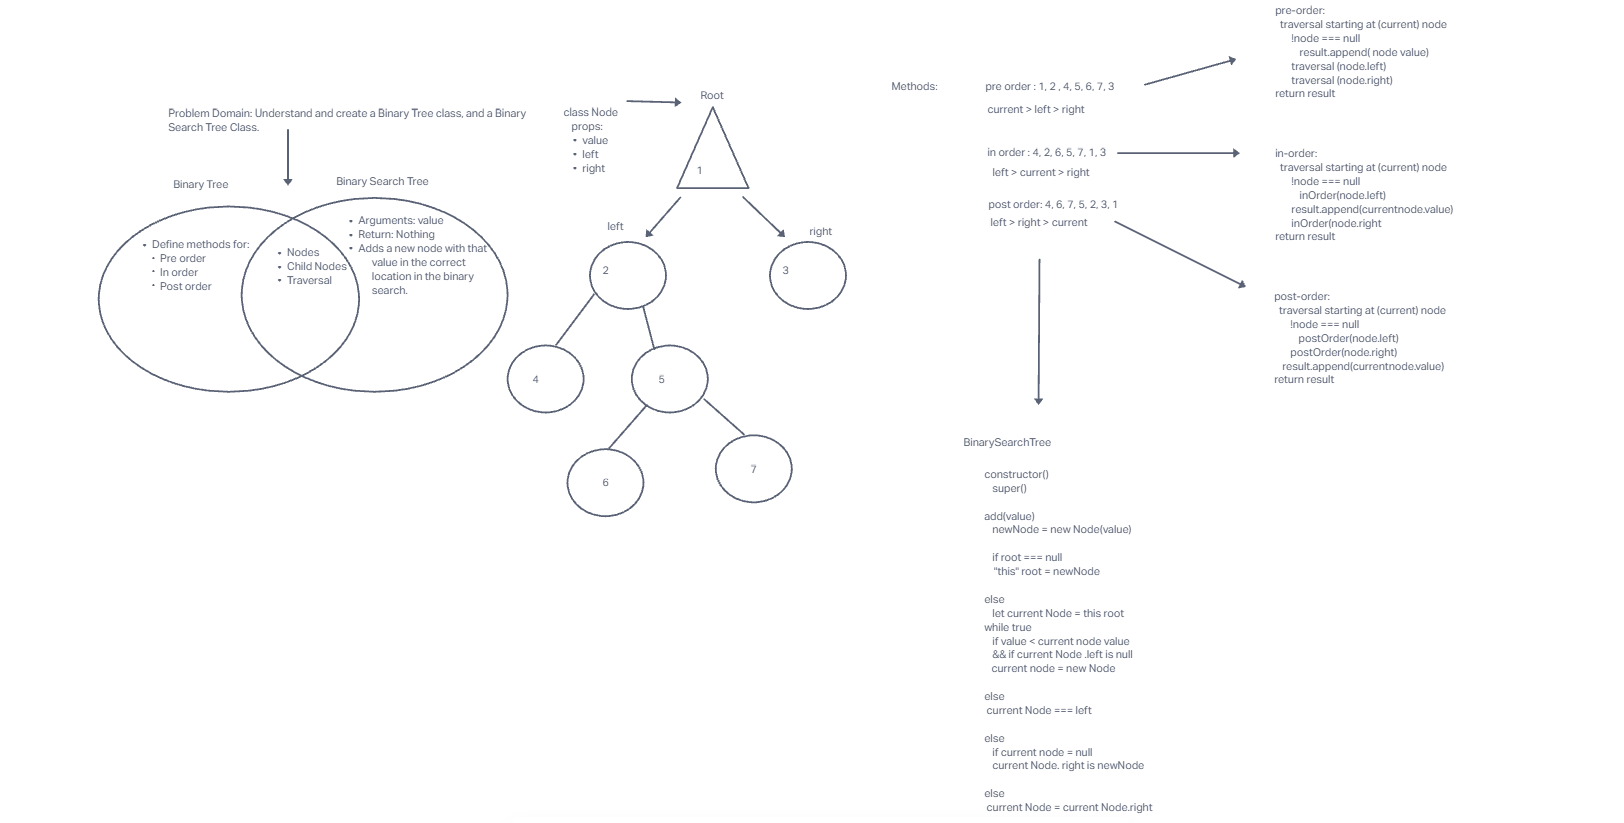 Problem Domain: Understand and create a Binary Tree class, and a Binary
Search Tree Class.
Binary Tree
Binary Search Tree
• Define methods for:
• Pre order
• In order
• Post order
• Nodes
• Child Nodes
• Traversal
• Arguments: value
• Return: Nothing
• Adds a new node with that
value in the correct
location in the binary
search.
class Node
props:
• value
• left
• right
Root
1
left
right
2
3
4
5
6
7
Methods:
pre order : 1, 2 , 4, 5, 6, 7, 3
current > left > right
in order : 4, 2, 6, 5, 7, 1, 3
left > current > right
post order: 4, 6, 7, 5, 2, 3, 1
left > right > current
pre-order:
traversal starting at (current) node
!node === null
result.append( node value)
traversal (node.left)
traversal (node.right)
return result
in-order:
traversal starting at (current) node
!node === null
inOrder(node.left)
result.append(currentnode.value)
inOrder(node.right
return result
post-order:
traversal starting at (current) node
!node === null
postOrder(node.left)
postOrder(node.right)
result.append(currentnode.value)
return result
BinarySearchTree
constructor()
super()
add(value)
newNode = new Node(value)
if root === null
"this" root = newNode
else
let current Node = this root
while true
if value < current node value
&& if current Node .left is null
current node = new Node
else
current Node === left
else
if current node = null
current Node. right is newNode
else
current Node = current Node.right